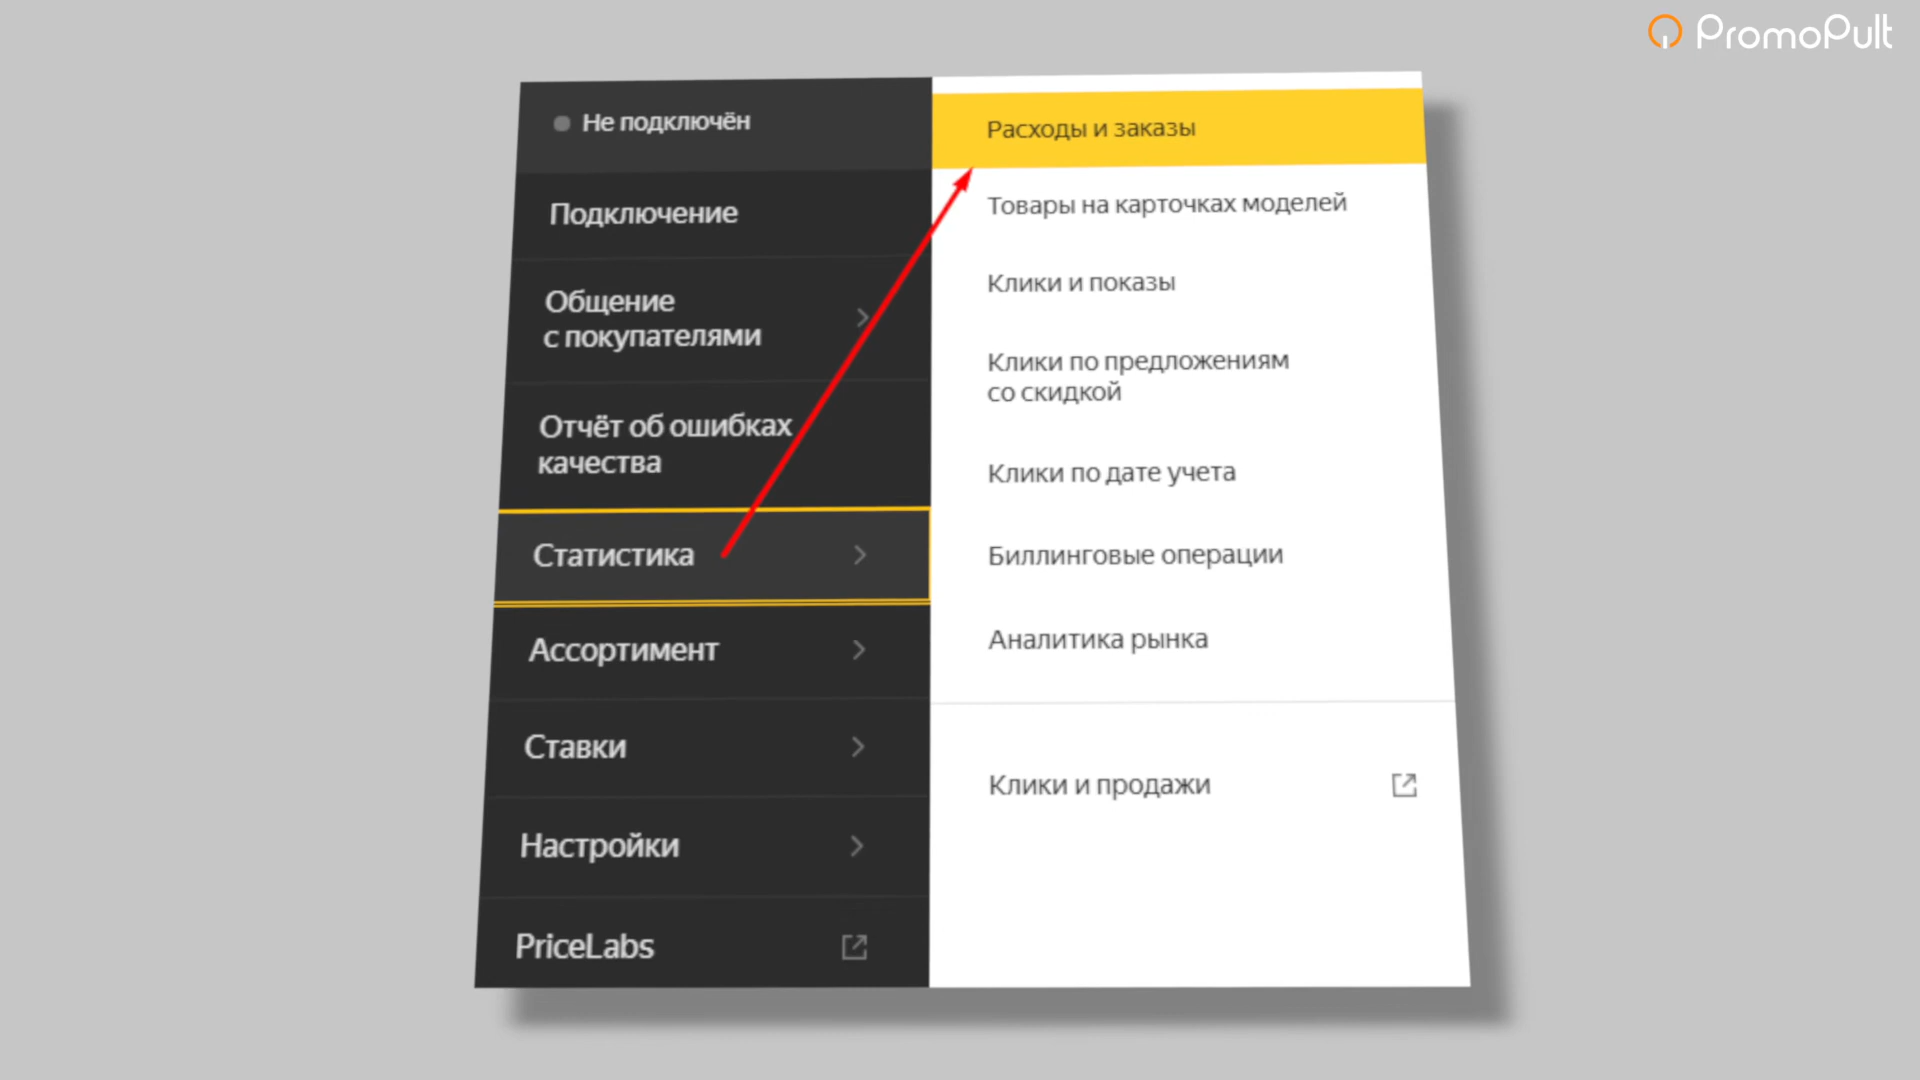 PromoPult
Не подключён
Подключение
Общение
с покупателями
Отчёт об ошибках
качества
Статистика
Ассортимент
Ставки
Настройки
PriceLabs
Расходы и заказы
Товары на карточках моделей
Клики и показы
Клики по предложениям
со скидкой
Клики по дате учета
Биллинговые операции
Аналитика рынка
Клики и продажи